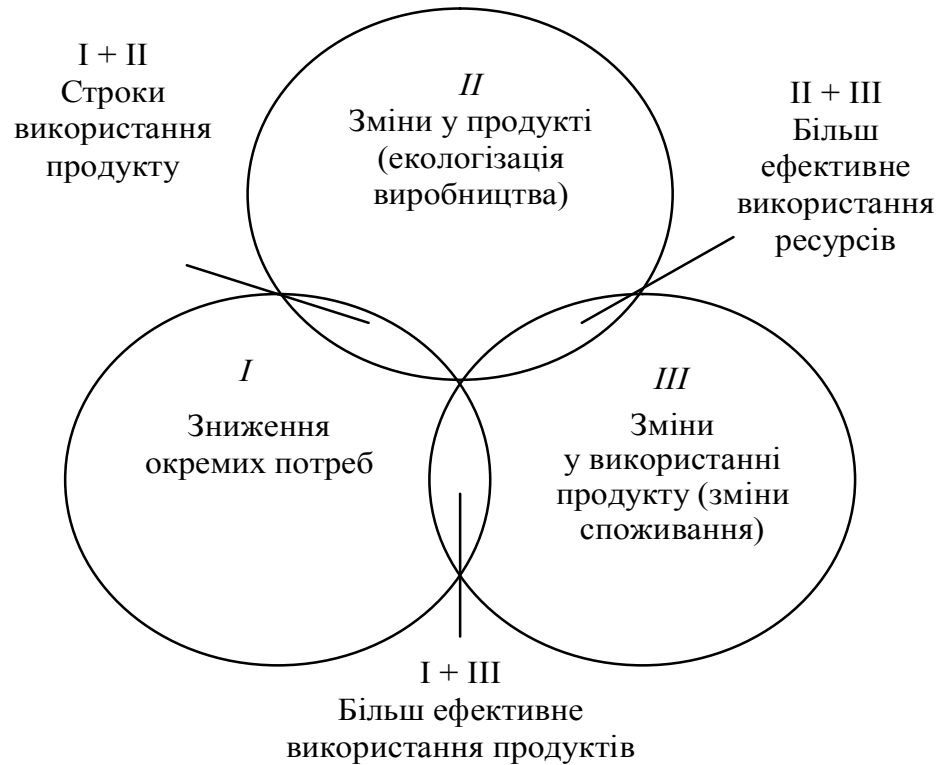 I + II
Строки
використання
продукту
II
Зміни у продукті
(екологізація
виробництва)
II + III
Більш
ефективне
використання
ресурсів
I
Зниження
окремих потреб
III
Зміни
у використанні
продукту (зміни
споживання)
I + III
Більш ефективне
використання продуктів